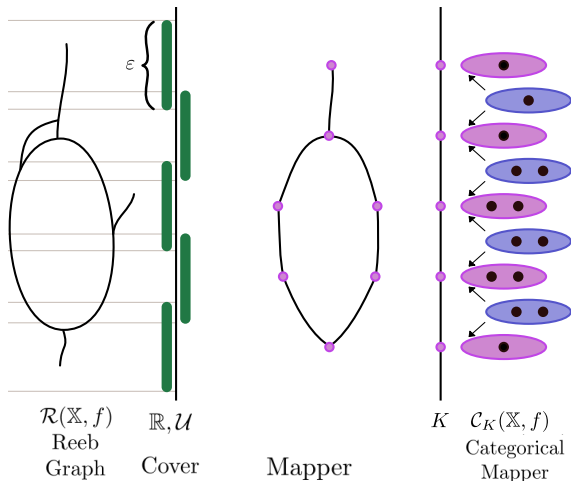 ε
ℛ(𝕏, f)
Reeb
Graph
ℝ, 𝒰
Cover
Mapper
K
𝒞_K(𝕏, f)
Categorical
Mapper